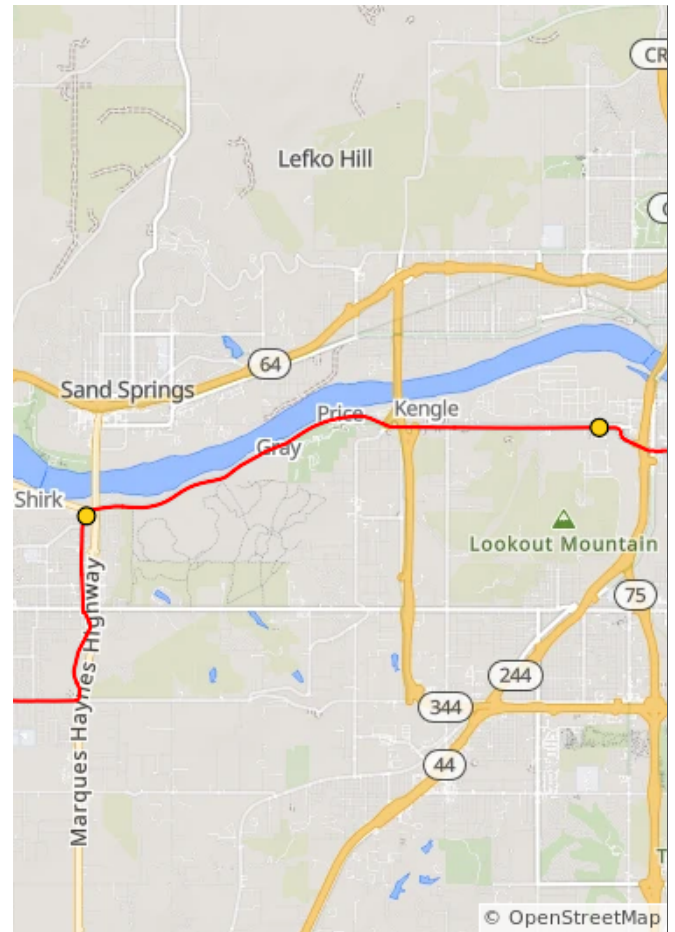 CR
Lefko Hill
64
Sand Springs
Price
Kengle
Gray
Shirk
Lookout Mountain
75
Marques Haynes Highway
244
344
44
T
© OpenStreetMap